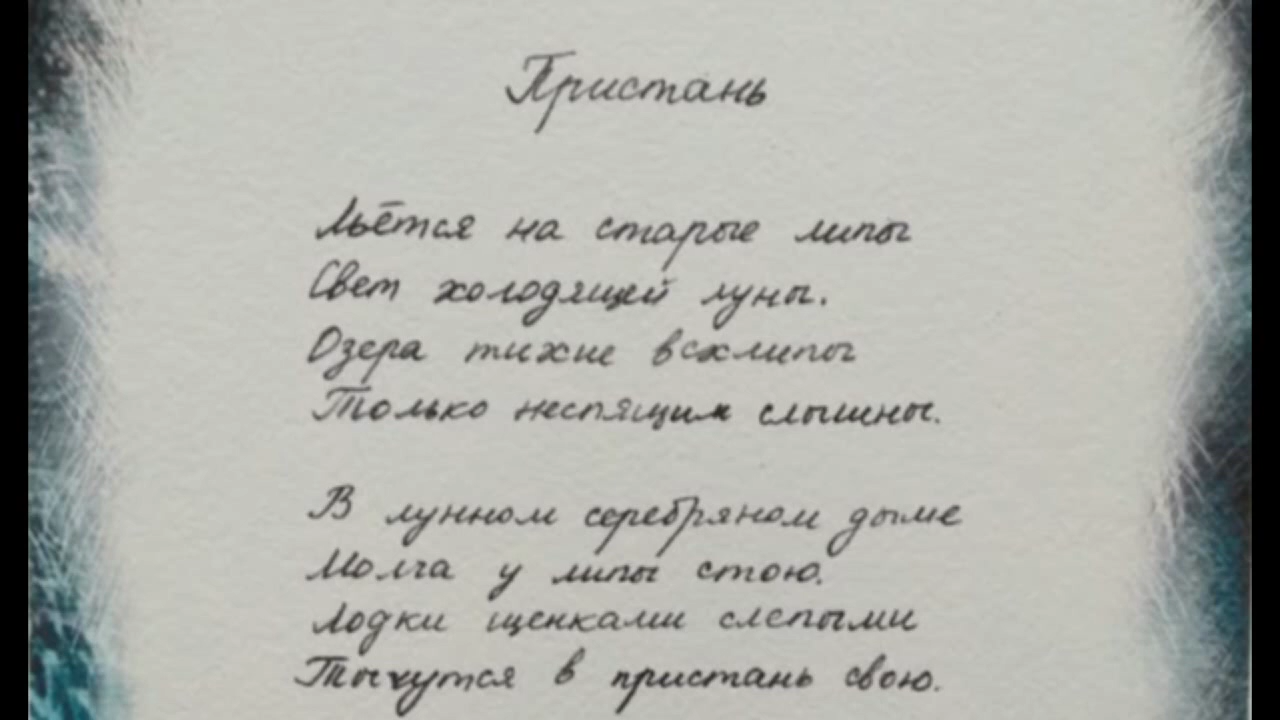 Пристань
Льётся на старые липы
Свет холодящей луны.
Озера тихие всхлипы
Только неспящим слышны.
В лунном серебряном дыме
Молча у липы стою.
Лодки щенками слепыми
Тычутся в пристань свою.